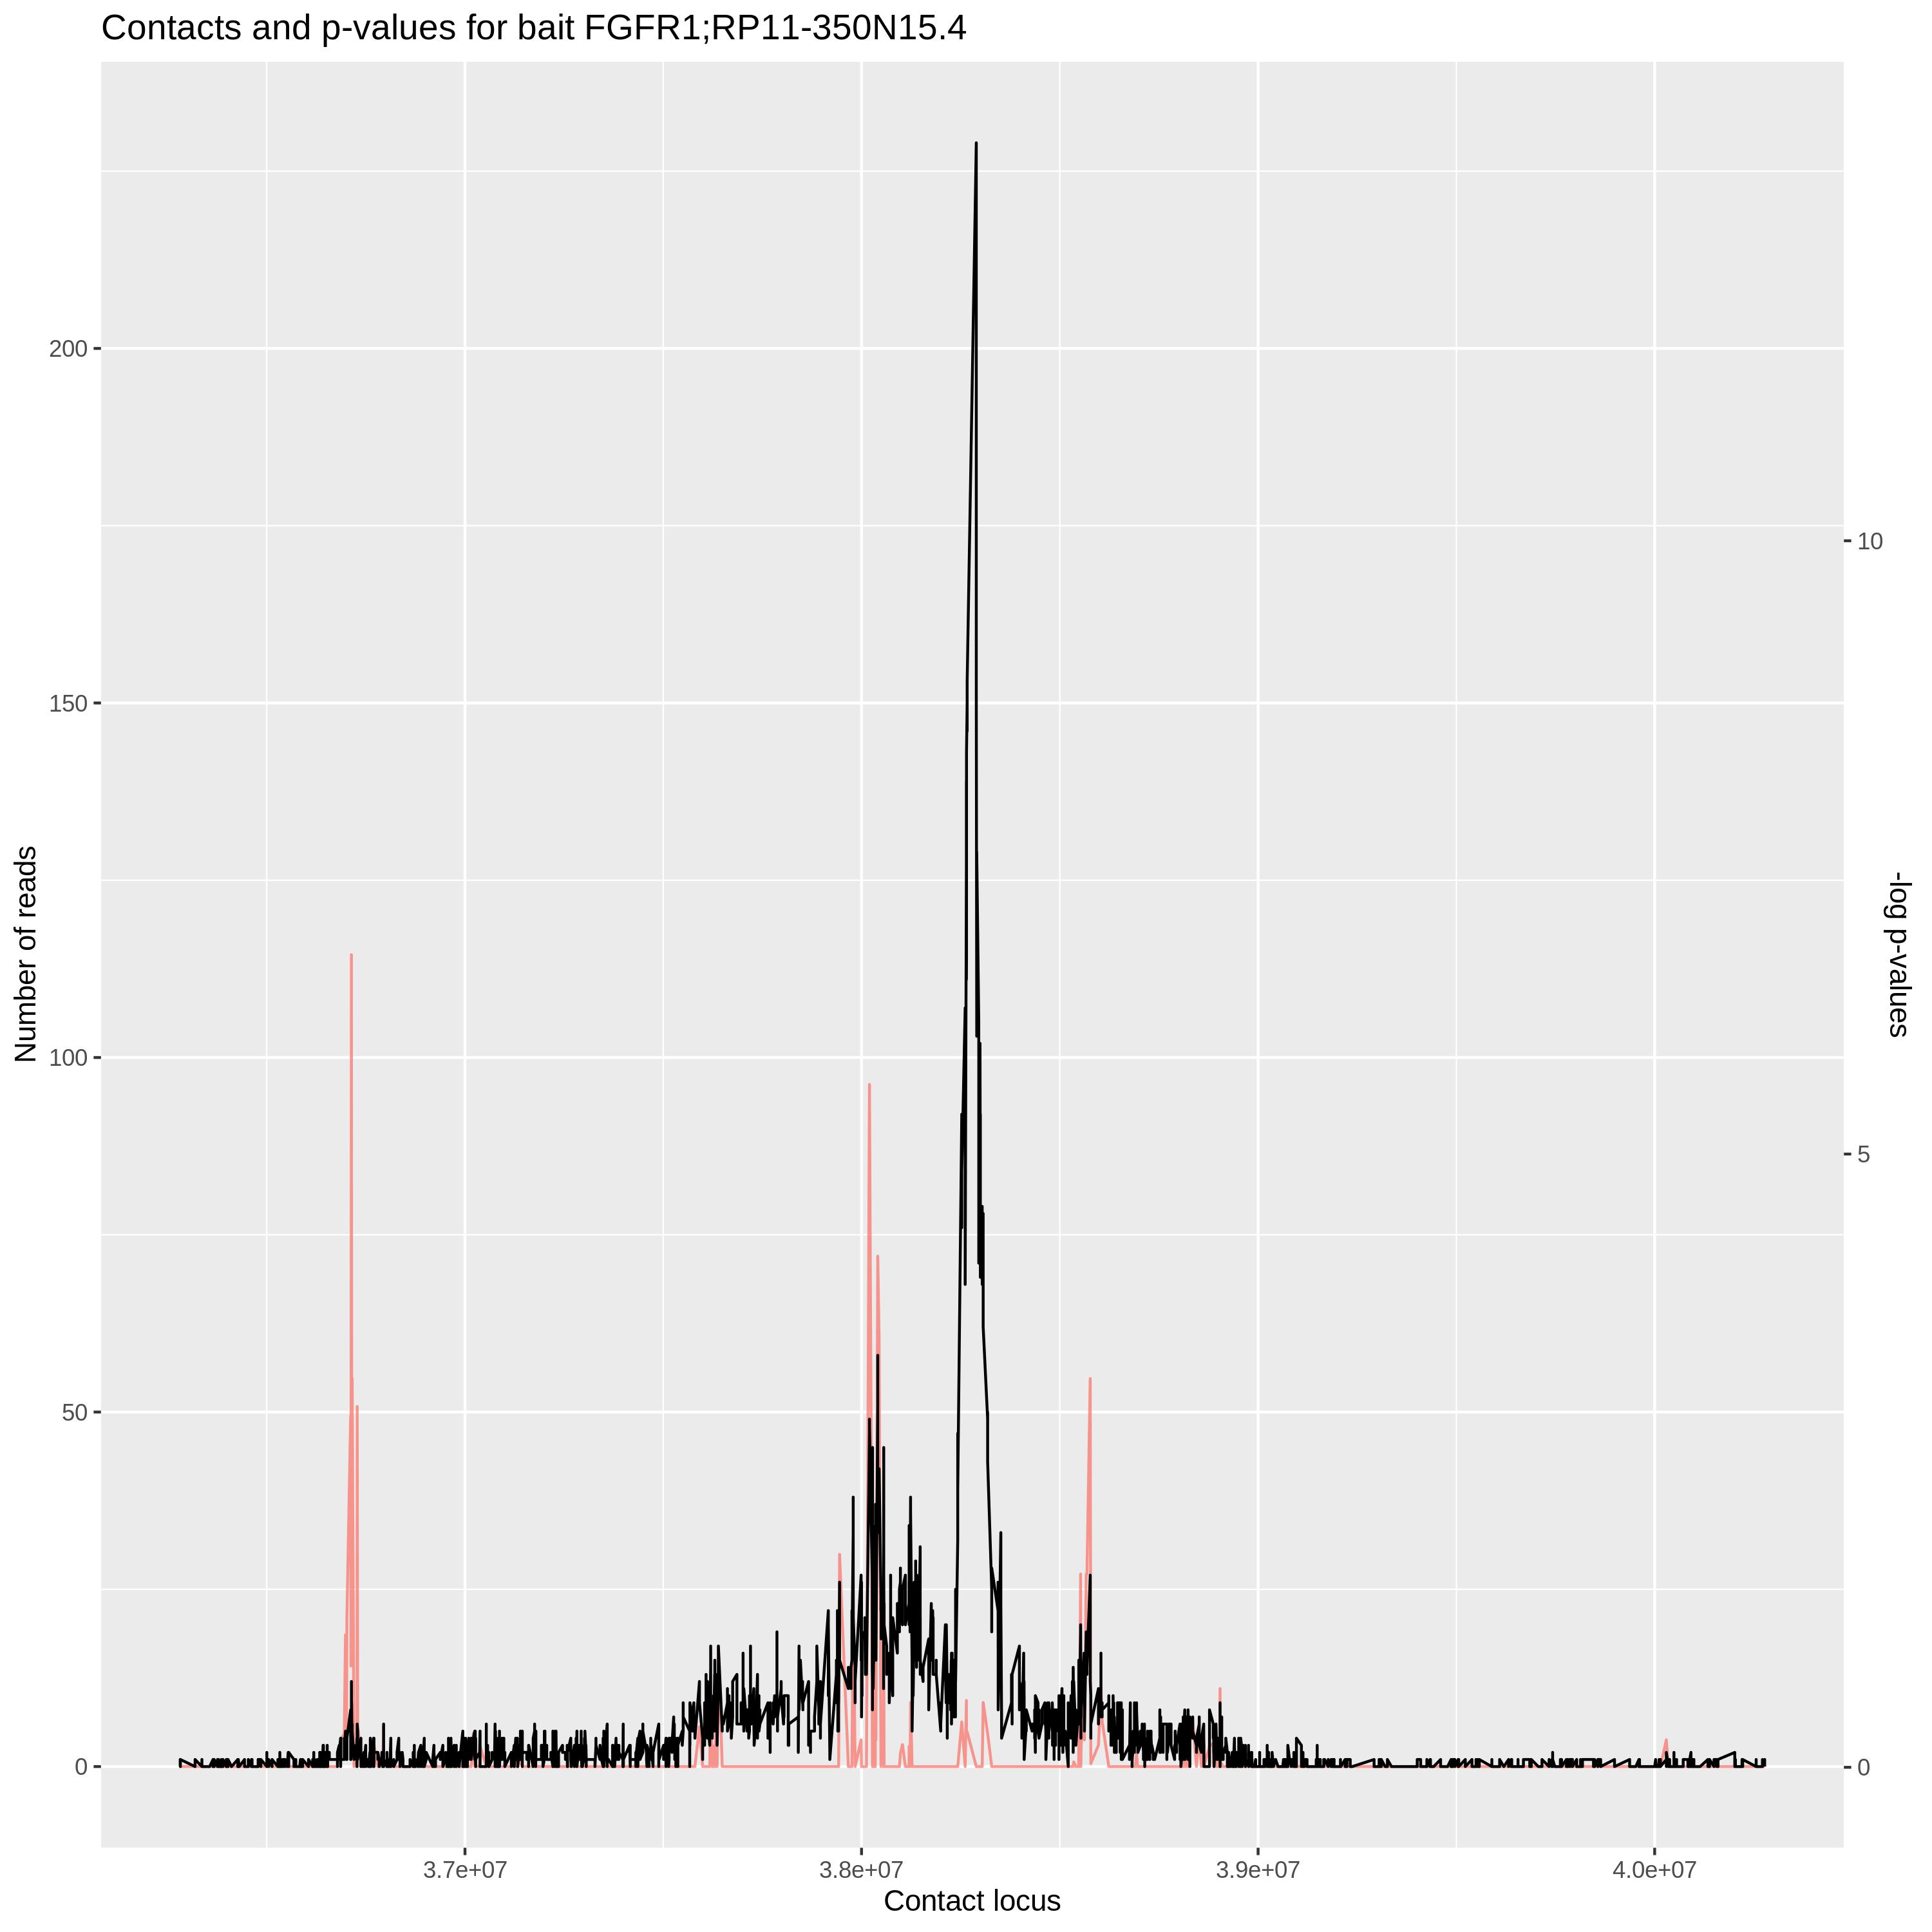 Contacts and p-values for bait FGFR1;RP11-350N15.4
Number of reads
200
150
100
50
0
10
5
0
-log p-values
3.7e+07
3.8e+07
3.9e+07
4.0e+07
Contact locus